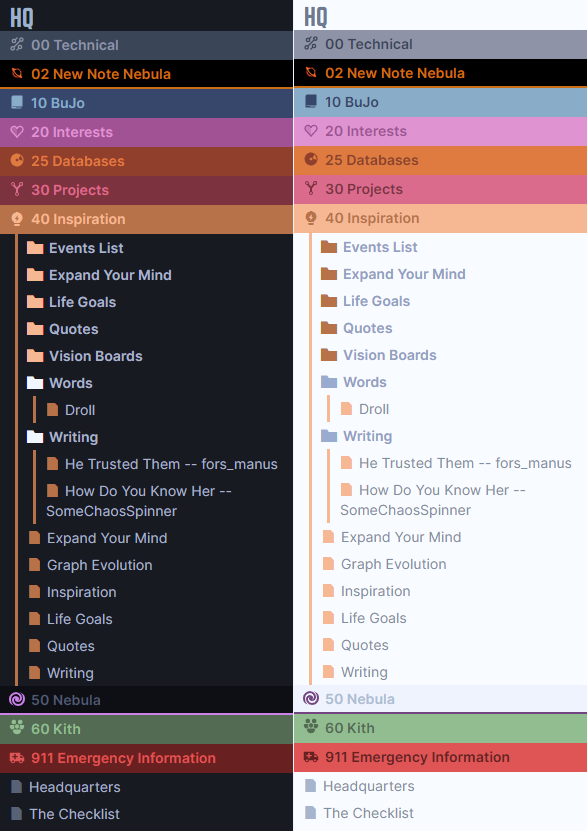 HQ
00 Technical
02 New Note Nebula
10 BuJo
20 Interests
25 Databases
30 Projects
40 Inspiration
Events List
Expand Your Mind
Life Goals
Quotes
Vision Boards
Words
Droll
Writing
He Trusted Them -- fors_manus
How Do You Know Her --
SomeChaosSpinner
Expand Your Mind
Graph Evolution
Inspiration
Life Goals
Quotes
Writing
50 Nebula
60 Kith
911 Emergency Information
Headquarters
The Checklist
HQ
00 Technical
02 New Note Nebula
10 BuJo
20 Interests
25 Databases
30 Projects
40 Inspiration
Events List
Expand Your Mind
Life Goals
Quotes
Vision Boards
Words
Droll
Writing
He Trusted Them -- fors_manus
How Do You Know Her --
SomeChaosSpinner
Expand Your Mind
Graph Evolution
Inspiration
Life Goals
Quotes
Writing
50 Nebula
60 Kith
911 Emergency Information
Headquarters
The Checklist